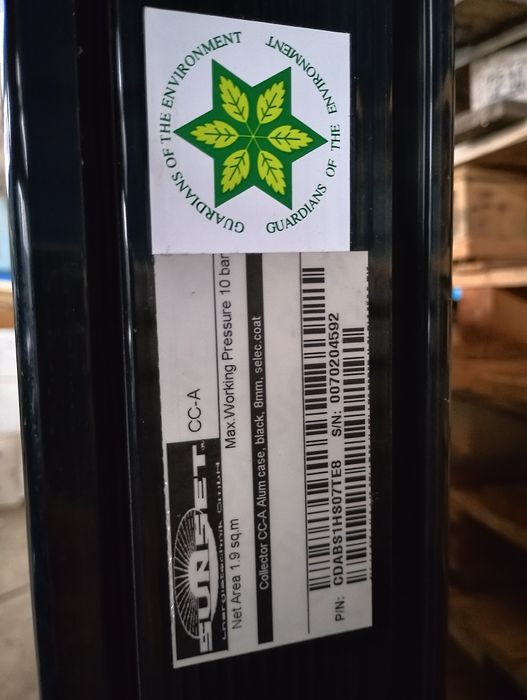 GUARDIANS OF THE ENVIRONMENT
GUARDIANS OF THE ENVIRONMENT
SUNSET
Energietechnik GmbH
CC-A
Net Area 1.9 sq.m
Max.Working Pressure 10 bar
Collector CC-A Alum case, black, 8mm, selec.coat
P/N: CDABS1HS07TE8 S/N: 0070204592